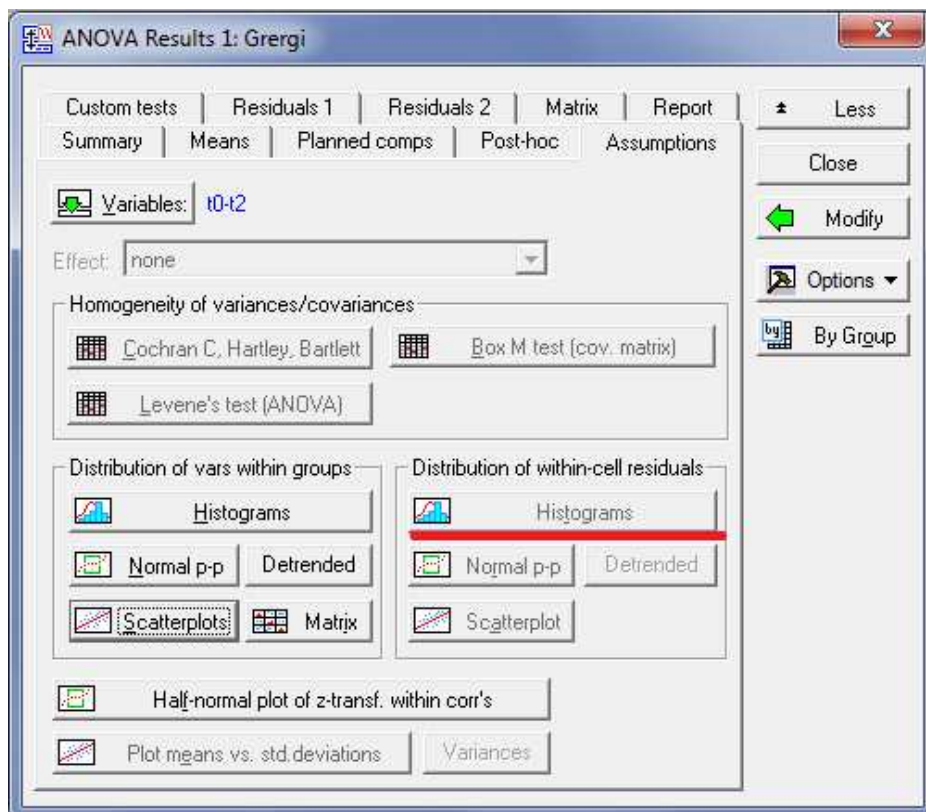 ANOVA Results 1: Grergi
Custom tests Residuals 1 Residuals 2 Matrix Report
Summary Means Planned comps Post-hoc Assumptions
Less
Close
Modify
Options
By Group
Variables: t0-t2
Effect: none
Homogeneity of variances/covariances
Cochran C, Hartley, Bartlett Box M test (cov. matrix)
Levene's test (ANOVA)
Distribution of vars within groups
Histograms
Normal p-p Detrended
Scatterplots Matrix
Distribution of within-cell residuals
Histograms
Normal p-p Detrended
Scatterplot
Half-normal plot of z-transf. within corr's
Plot means vs. std.deviations Variances